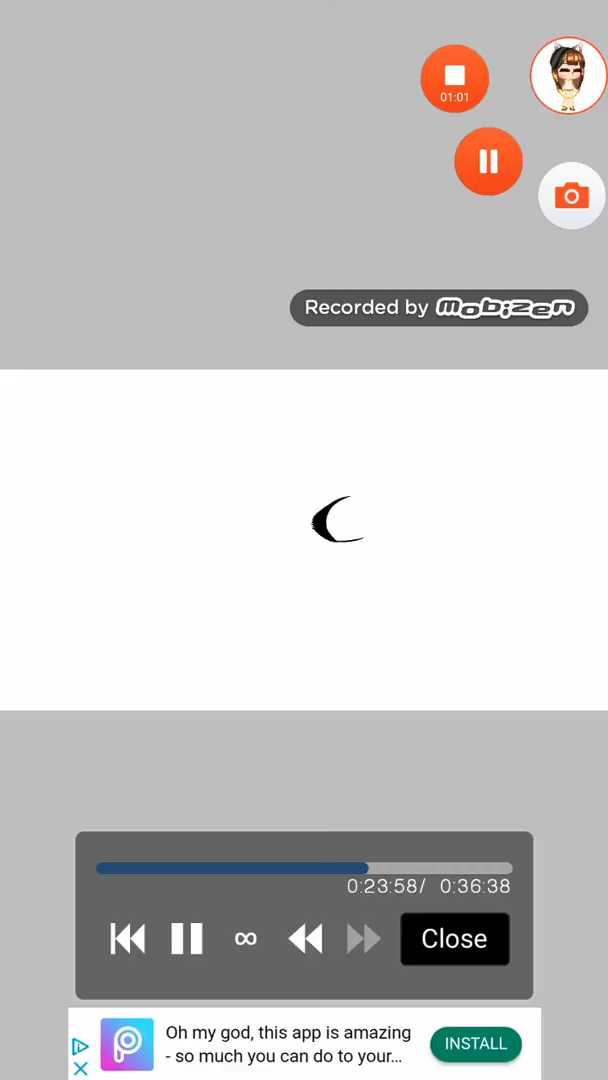 01:01
Recorded by mobizen
0:23:58/ 0:36:38
Close
Oh my god, this app is amazing
- so much you can do to your...
INSTALL